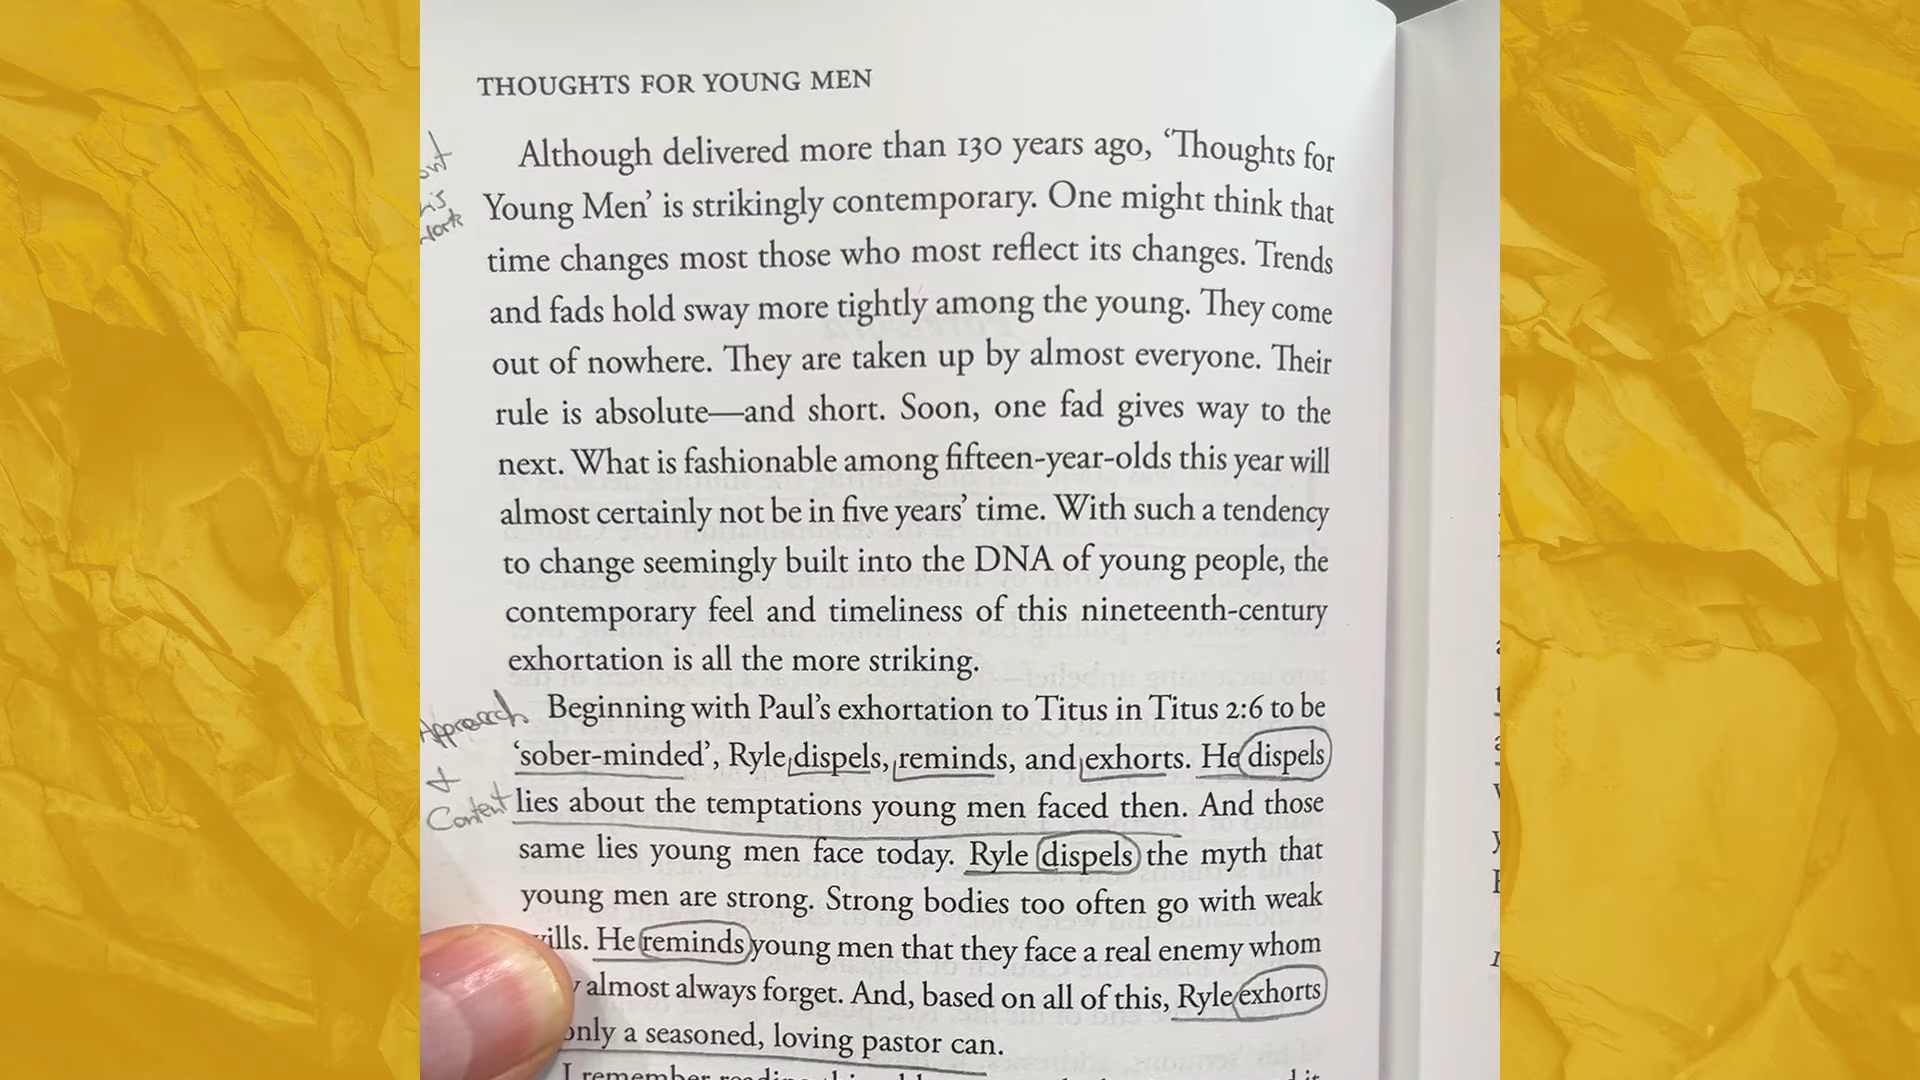 THOUGHTS FOR YOUNG MEN
Although delivered more than 130 years ago, ‘Thoughts for
Young Men’ is strikingly contemporary. One might think that
time changes most those who most reflect its changes. Trends
and fads hold sway more tightly among the young. They come
out of nowhere. They are taken up by almost everyone. Their
rule is absolute—and short. Soon, one fad gives way to the
next. What is fashionable among fifteen-year-olds this year will
almost certainly not be in five years’ time. With such a tendency
to change seemingly built into the DNA of young people, the
contemporary feel and timeliness of this nineteenth-century
exhortation is all the more striking.
Approach
+
Content
Beginning with Paul’s exhortation to Titus in Titus 2:6 to be
‘sober-minded’, Ryle dispels, reminds, and exhorts. He dispels
lies about the temptations young men faced then. And those
same lies young men face today. Ryle dispels the myth that
young men are strong. Strong bodies too often go with weak
He reminds young men that they face a real enemy whom
almost always forget. And, based on all of this, Ryle exhorts
only a seasoned, loving pastor can.
I remember